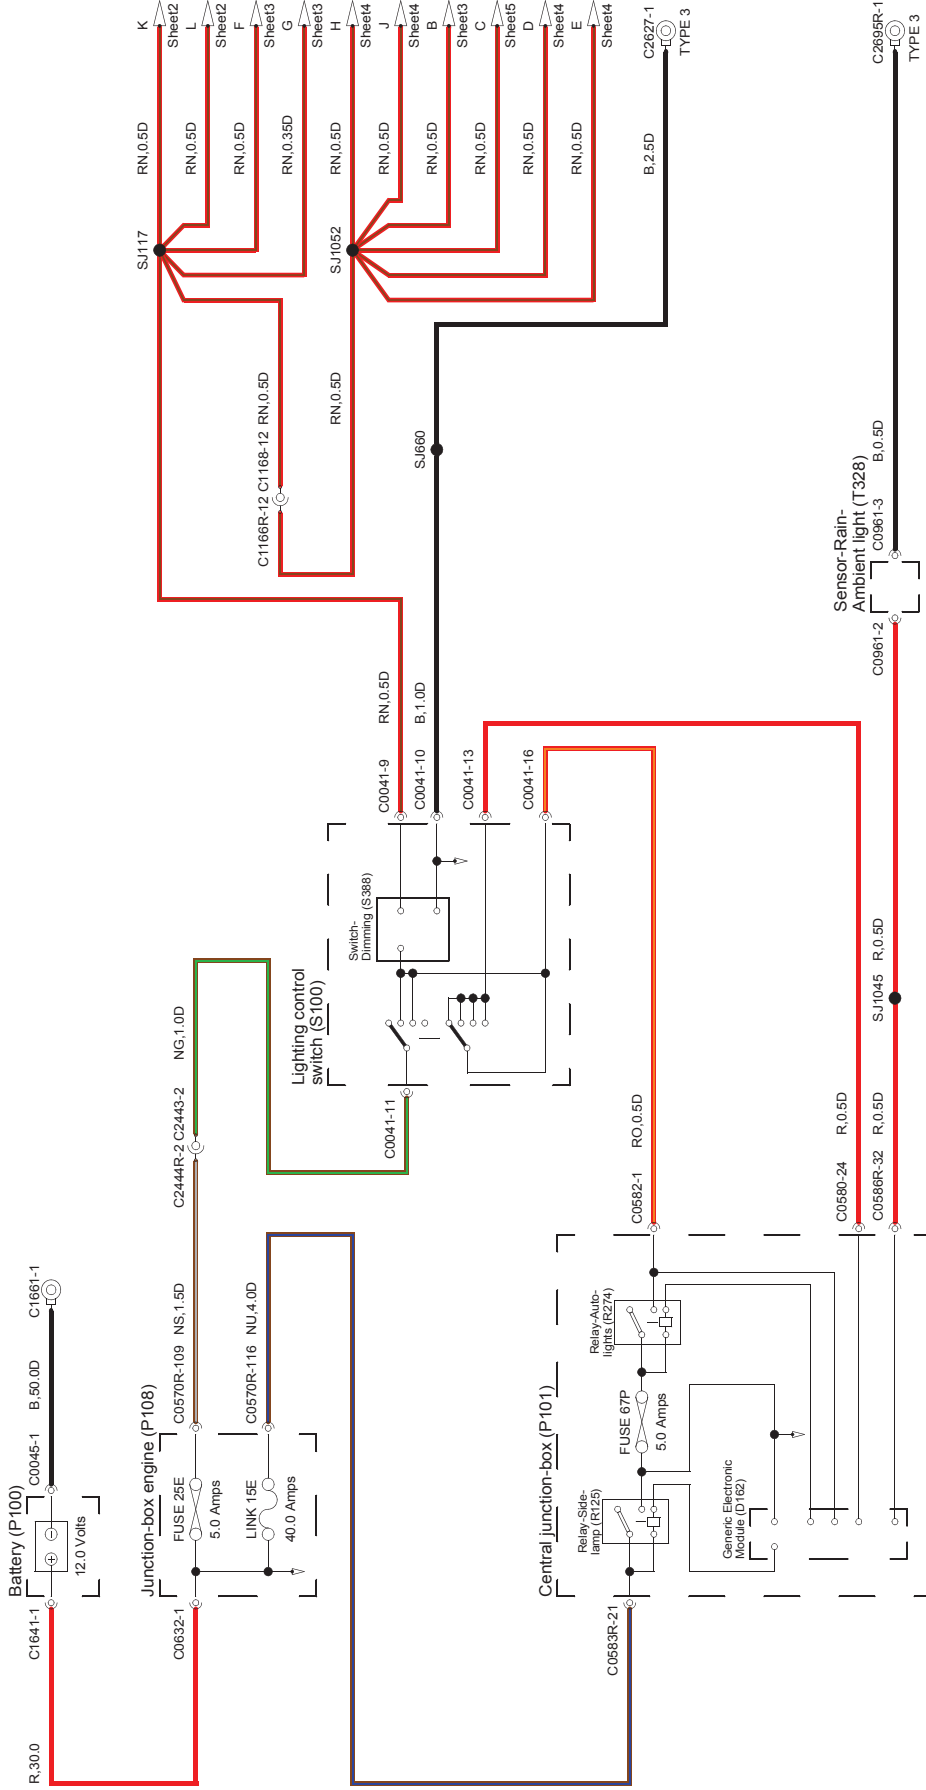 Battery (P100)
12.0 Volts
C1641-1
R,30.0
C0045-1
B,50.0D
C1661-1
Junction-box engine (P108)
FUSE 25E
5.0 Amps
LINK 15E
40.0 Amps
C0632-1
C0570R-109
NS,1.5D
C2444R-2
C2443-2
NG,1.0D
C0570R-116
NU,4.0D
Lighting control
switch (S100)
Switch-
Dimming (S388)
C0041-11
C0041-9
RN,0.5D
C0041-10
B,1.0D
C0041-13
C0041-16
C1166R-12
C1168-12
RN,0.5D
RN,0.5D
SJ117
SJ1052
SJ660
RN,0.5D
K
Sheet2
RN,0.5D
L
Sheet2
RN,0.5D
F
Sheet3
RN,0.35D
G
Sheet3
RN,0.5D
H
Sheet4
RN,0.5D
J
Sheet4
RN,0.5D
B
Sheet3
RN,0.5D
C
Sheet5
RN,0.5D
D
Sheet4
RN,0.5D
E
Sheet4
B,2.5D
C2627-1
TYPE 3
Central junction-box (P101)
C0583R-21
Relay-Side-
lamp (R125)
FUSE 67P
5.0 Amps
Relay-Auto-
lights (R274)
Generic Electronic
Module (D162)
C0582-1
RO,0.5D
C0580-24
R,0.5D
C0586R-32
R,0.5D
SJ1045
R,0.5D
C0961-2
Sensor-Rain-
Ambient light (T328)
C0961-3
B,0.5D
C2695R-1
TYPE 3